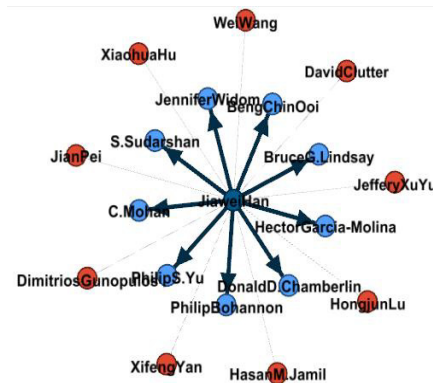 WeiWang
XiaohuaHu
DavidClutter
JenniferWidom
BengChinOoi
S.Sudarshan
BruceG.Lindsay
JianPei
JefferyXuYu
JiaweiHan
C.Mohan
HectorGarcia-Molina
DimitriosGunopulos
PhilipS.Yu
DonaldD.Chamberlin
PhilipBohannon
HongjunLu
XifengYan
HasanM.Jamil